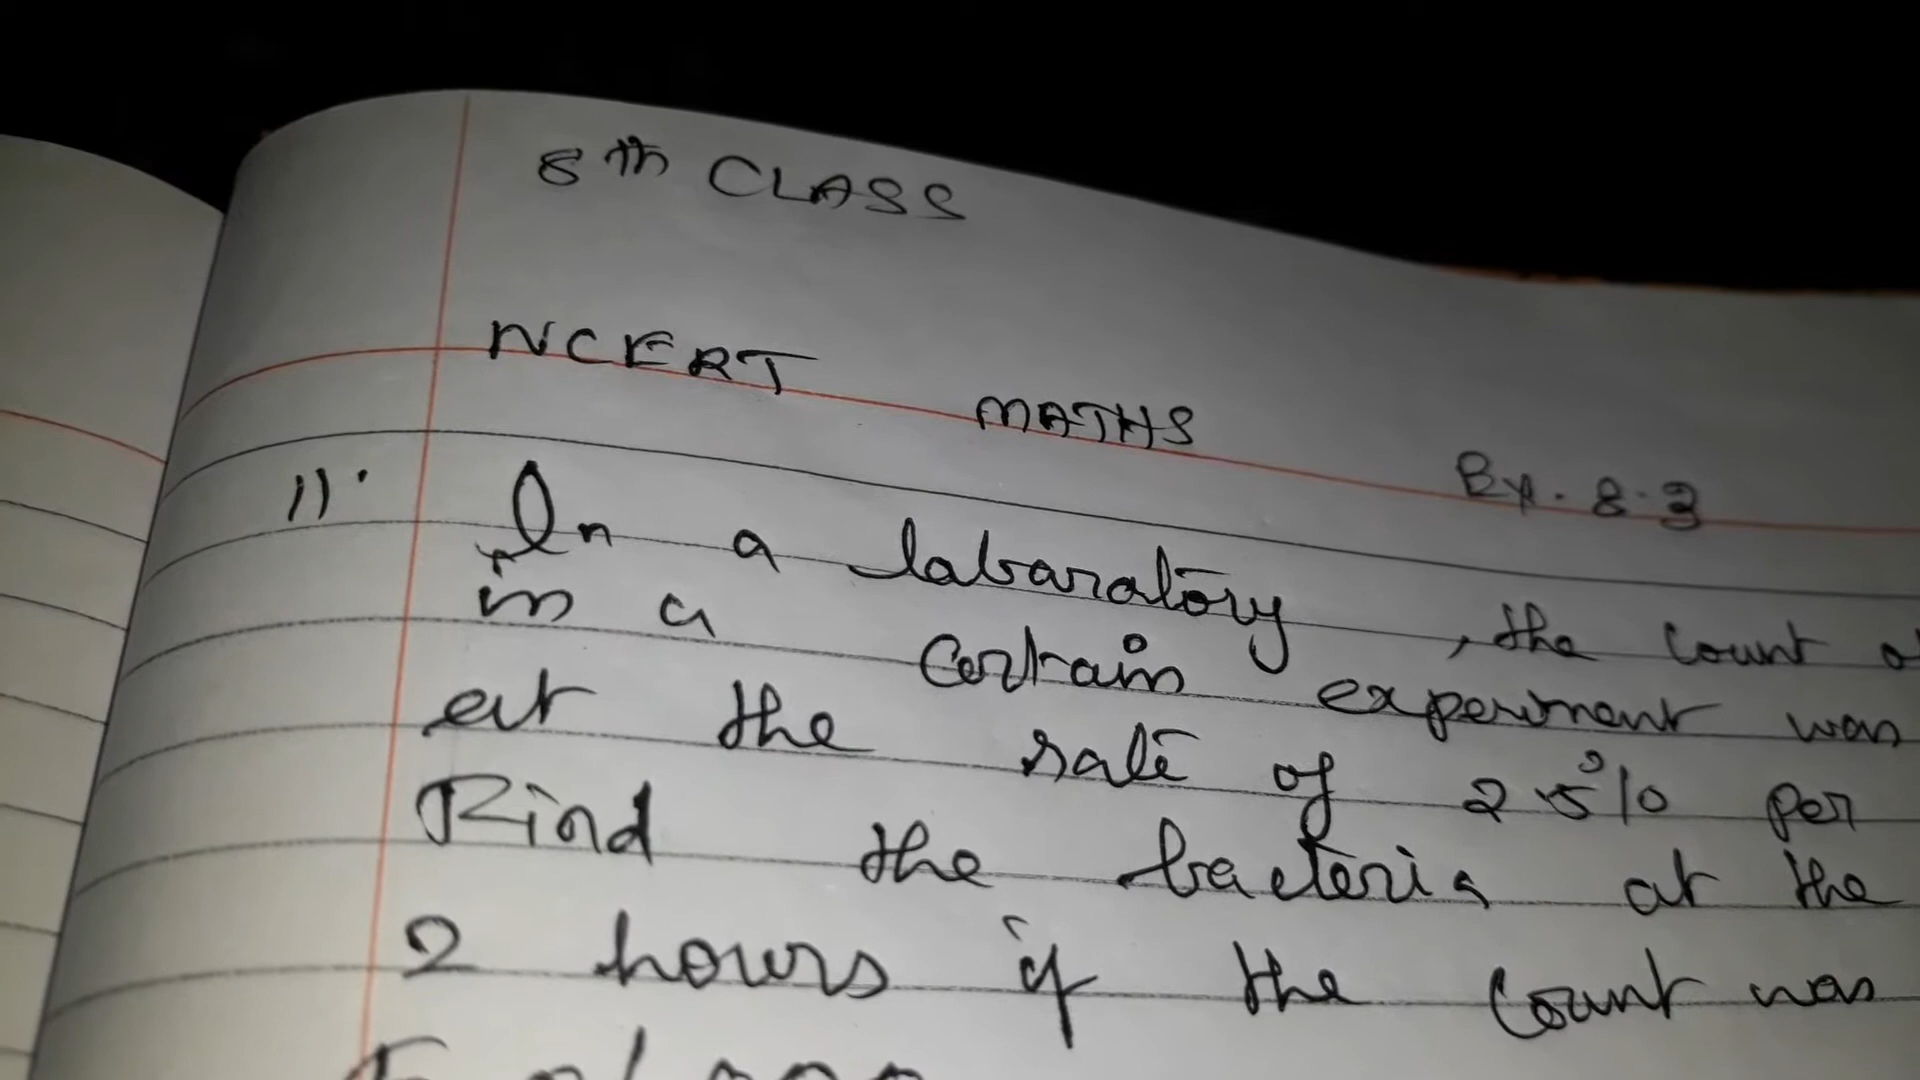 8th CLASS
NCERT MATHS
Ex. 8.3
11. In a labaratory, the count
in a certain experiment was
at the rate of 2.5% per
Find the bacteria at the
2 hours if the count was